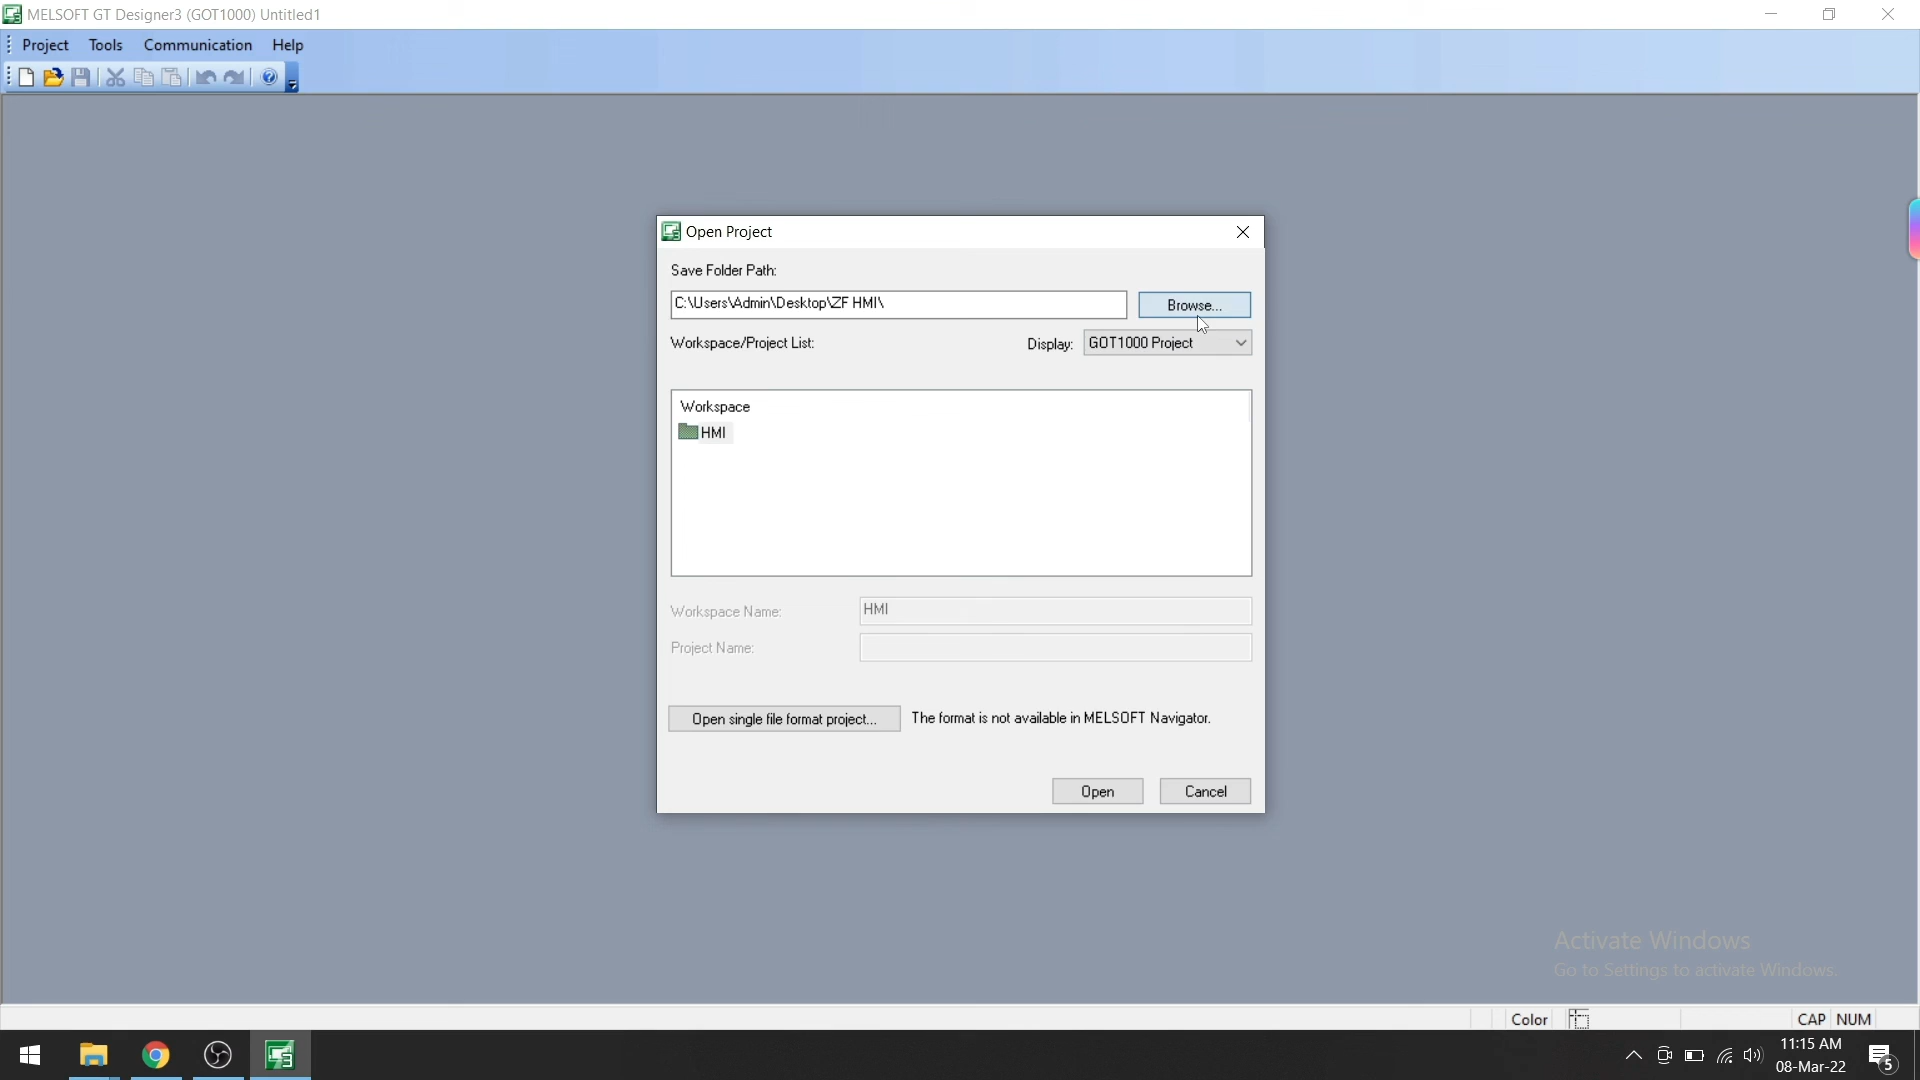 MELSOFT GT Designer3 (GOT1000) Untitled1
Project Tools Communication Help
Open Project
Save Folder Path:
C:\Users\Admin\Desktop\ZF HMI\ Browse...
Workspace/Project List: Display: GOT1000 Project
Workspace
HMI
Workspace Name: HMI
Project Name:
Open single file format project... The format is not available in MELSOFT Navigator.
Open Cancel
Activate Windows
Go to Settings to activate Windows.
Color CAP NUM
11:15 AM
08-Mar-22
5